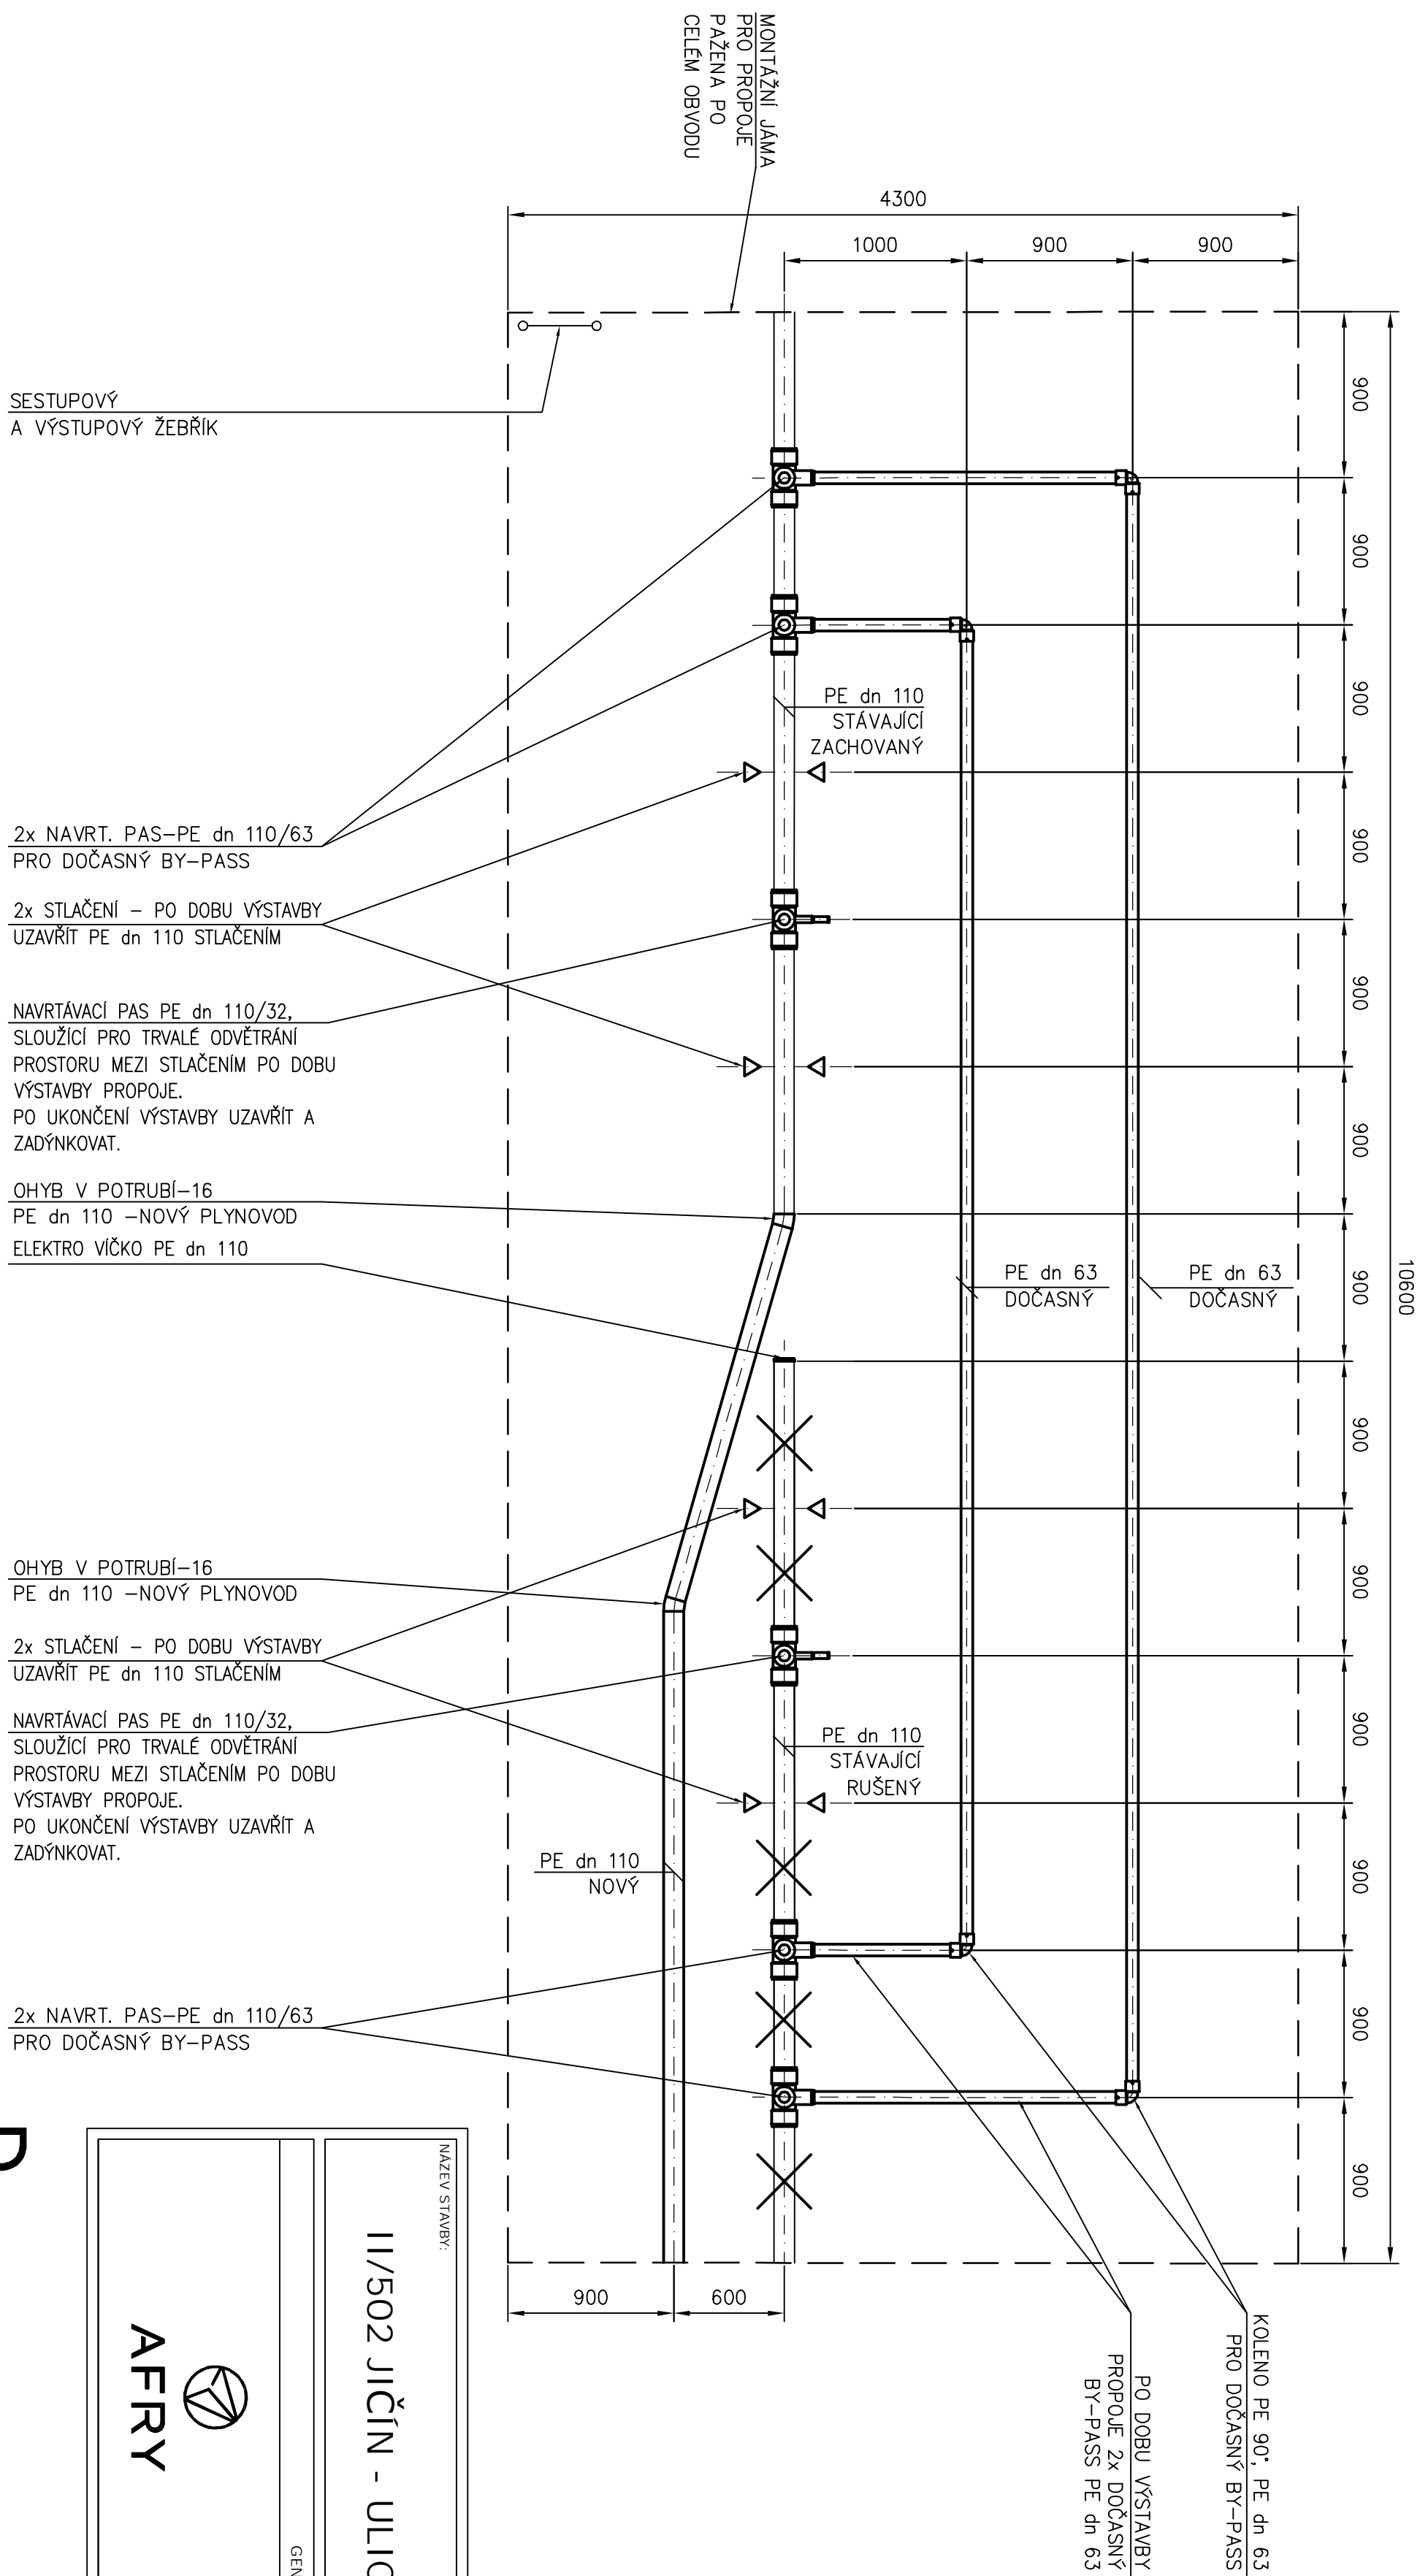 MONTÁŽNÍ JÁMA
PRO PROPOJE
PAŽENA PO
CELÉM OBVODU
4300
1000
900
900
10600
900
900
900
900
900
900
900
900
900
900
900
900
900
SESTUPOVÝ
A VÝSTUPOVÝ ŽEBŘÍK
PE dn 110
STÁVAJÍCÍ
ZACHOVANÝ
2x NAVRT. PAS-PE dn 110/63
PRO DOČASNÝ BY-PASS
2x STLAČENÍ - PO DOBU VÝSTAVBY
UZAVŘÍT PE dn 110 STLAČENÍM
NAVRTÁVACÍ PAS PE dn 110/32,
SLOUŽÍCÍ PRO TRVALÉ ODVĚTRÁNÍ
PROSTORU MEZI STLAČENÍM PO DOBU
VÝSTAVBY PROPOJE.
PO UKONČENÍ VÝSTAVBY UZAVŘÍT A
ZADÝNKOVAT.
OHYB V POTRUBÍ-16
PE dn 110 -NOVÝ PLYNOVOD
ELEKTRO VÍČKO PE dn 110
PE dn 63
DOČASNÝ
PE dn 63
DOČASNÝ
OHYB V POTRUBÍ-16
PE dn 110 -NOVÝ PLYNOVOD
2x STLAČENÍ - PO DOBU VÝSTAVBY
UZAVŘÍT PE dn 110 STLAČENÍM
NAVRTÁVACÍ PAS PE dn 110/32,
SLOUŽÍCÍ PRO TRVALÉ ODVĚTRÁNÍ
PROSTORU MEZI STLAČENÍM PO DOBU
VÝSTAVBY PROPOJE.
PO UKONČENÍ VÝSTAVBY UZAVŘÍT A
ZADÝNKOVAT.
PE dn 110
STÁVAJÍCÍ
RUŠENÝ
PE dn 110
NOVÝ
2x NAVRT. PAS-PE dn 110/63
PRO DOČASNÝ BY-PASS
900
600
KOLENO PE 90°, PE dn 63
PRO DOČASNÝ BY-PASS
PO DOBU VÝSTAVBY
PROPOJE 2x DOČASNÝ
BY-PASS PE dn 63
NÁZEV STAVBY:
II/502 JIČÍN - ULIC
GEN
AFRY